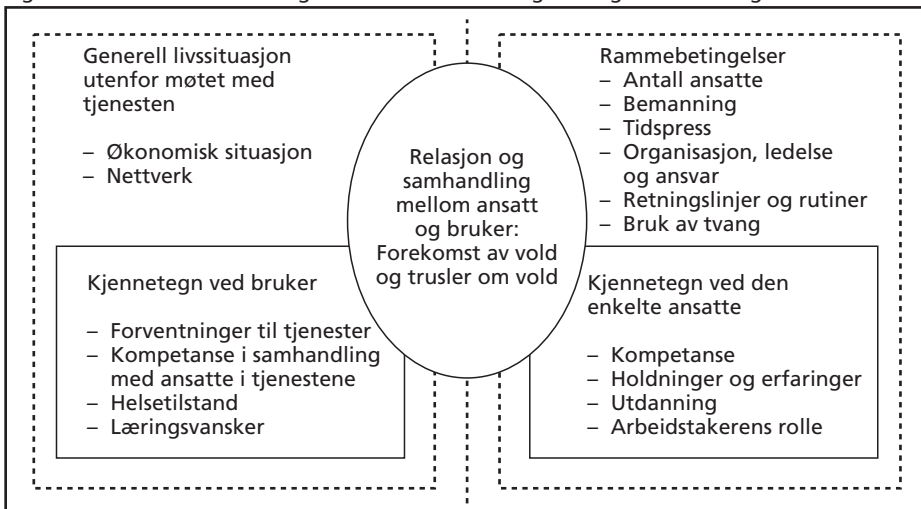 Generell livssituasjon
utenfor møtet med
tjenesten
– Økonomisk situasjon
– Nettverk
Kjennetegn ved bruker
– Forventninger til tjenester
– Kompetanse i samhandling
med ansatte i tjenestene
– Helsetilstand
– Læringsvansker
Relasjon og
samhandling
mellom ansatt
og bruker:
Forekomst av vold
og trusler om vold
Rammebetingelser
– Antall ansatte
– Bemanning
– Tidspress
– Organisasjon, ledelse
og ansvar
– Retningslinjer og rutiner
– Bruk av tvang
Kjennetegn ved den
enkelte ansatte
– Kompetanse
– Holdninger og erfaringer
– Utdanning
– Arbeidstakerens rolle